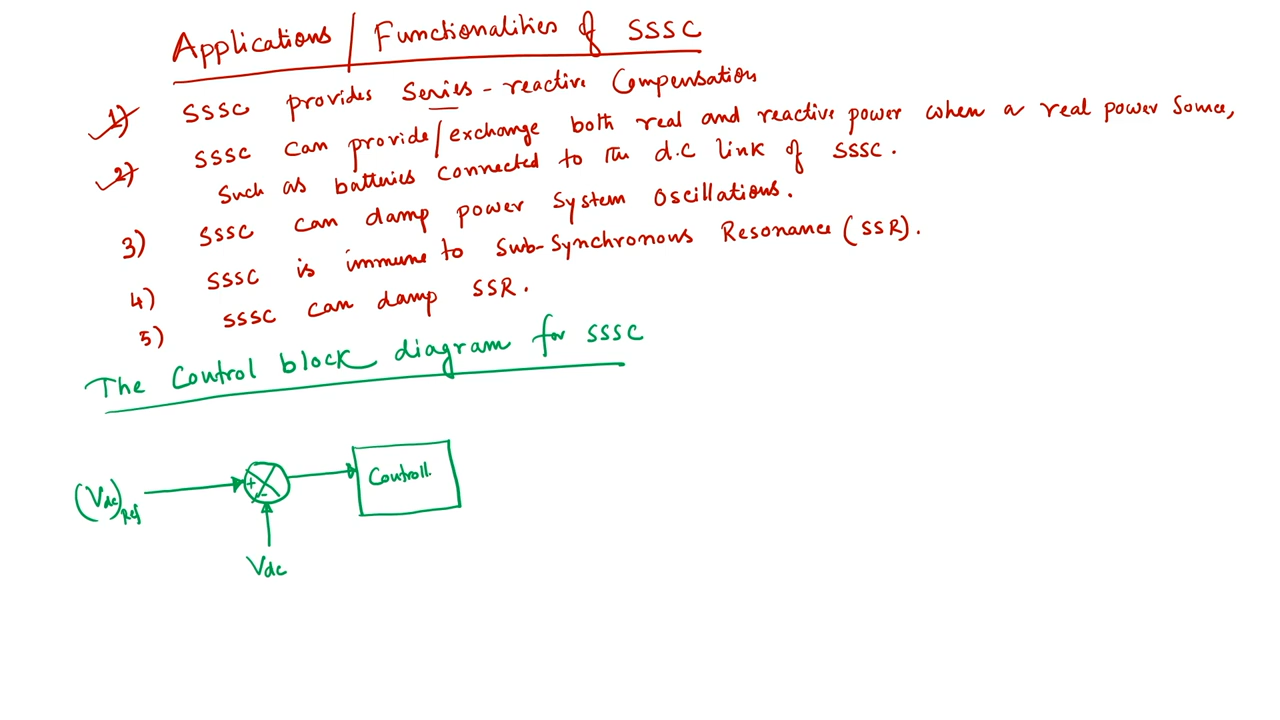 Applications / Functionalities of SSSC
1) SSSC provides Series - reactive Compensation
2) SSSC can provide/exchange both real and reactive power when a real power source,
Such as batteries connected to the d.c link of SSSC.
3) SSSC can damp power system oscillations.
4) SSSC is immune to Sub-Synchronous Resonance (SSR).
5) SSSC can damp SSR.
The Control block diagram for SSSC
(Vdc)Ref
+
-
Controll.
Vdc